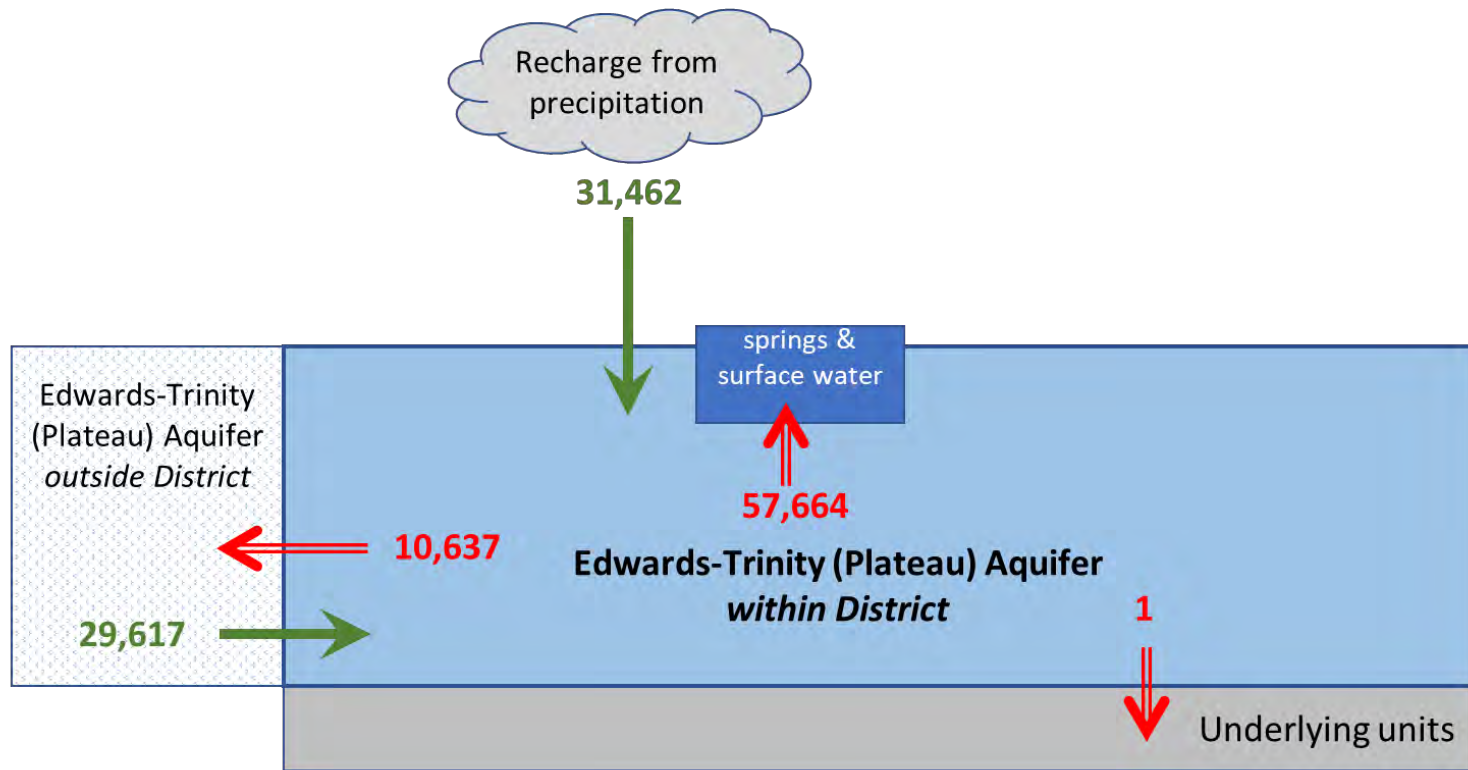 Recharge from
precipitation
31,462
springs &
surface water
Edwards-Trinity
(Plateau) Aquifer
outside District
57,664
10,637
Edwards-Trinity (Plateau) Aquifer
within District
1
29,617
Underlying units